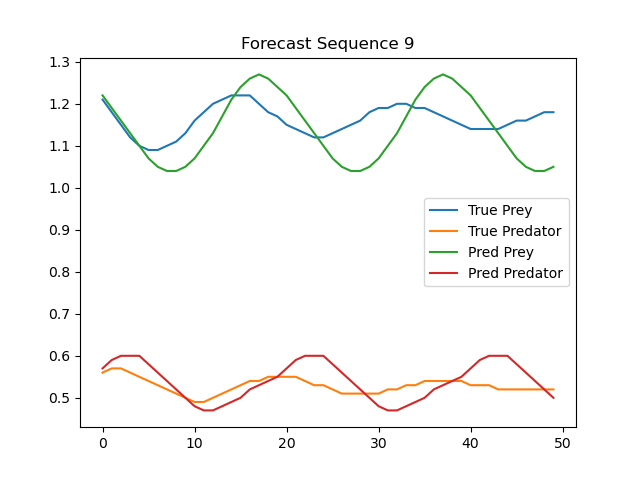 Forecast Sequence 9
1.3
1.2
1.1
1.0
0.9
0.8
0.7
0.6
0.5
True Prey
True Predator
Pred Prey
Pred Predator
0 10 20 30 40 50